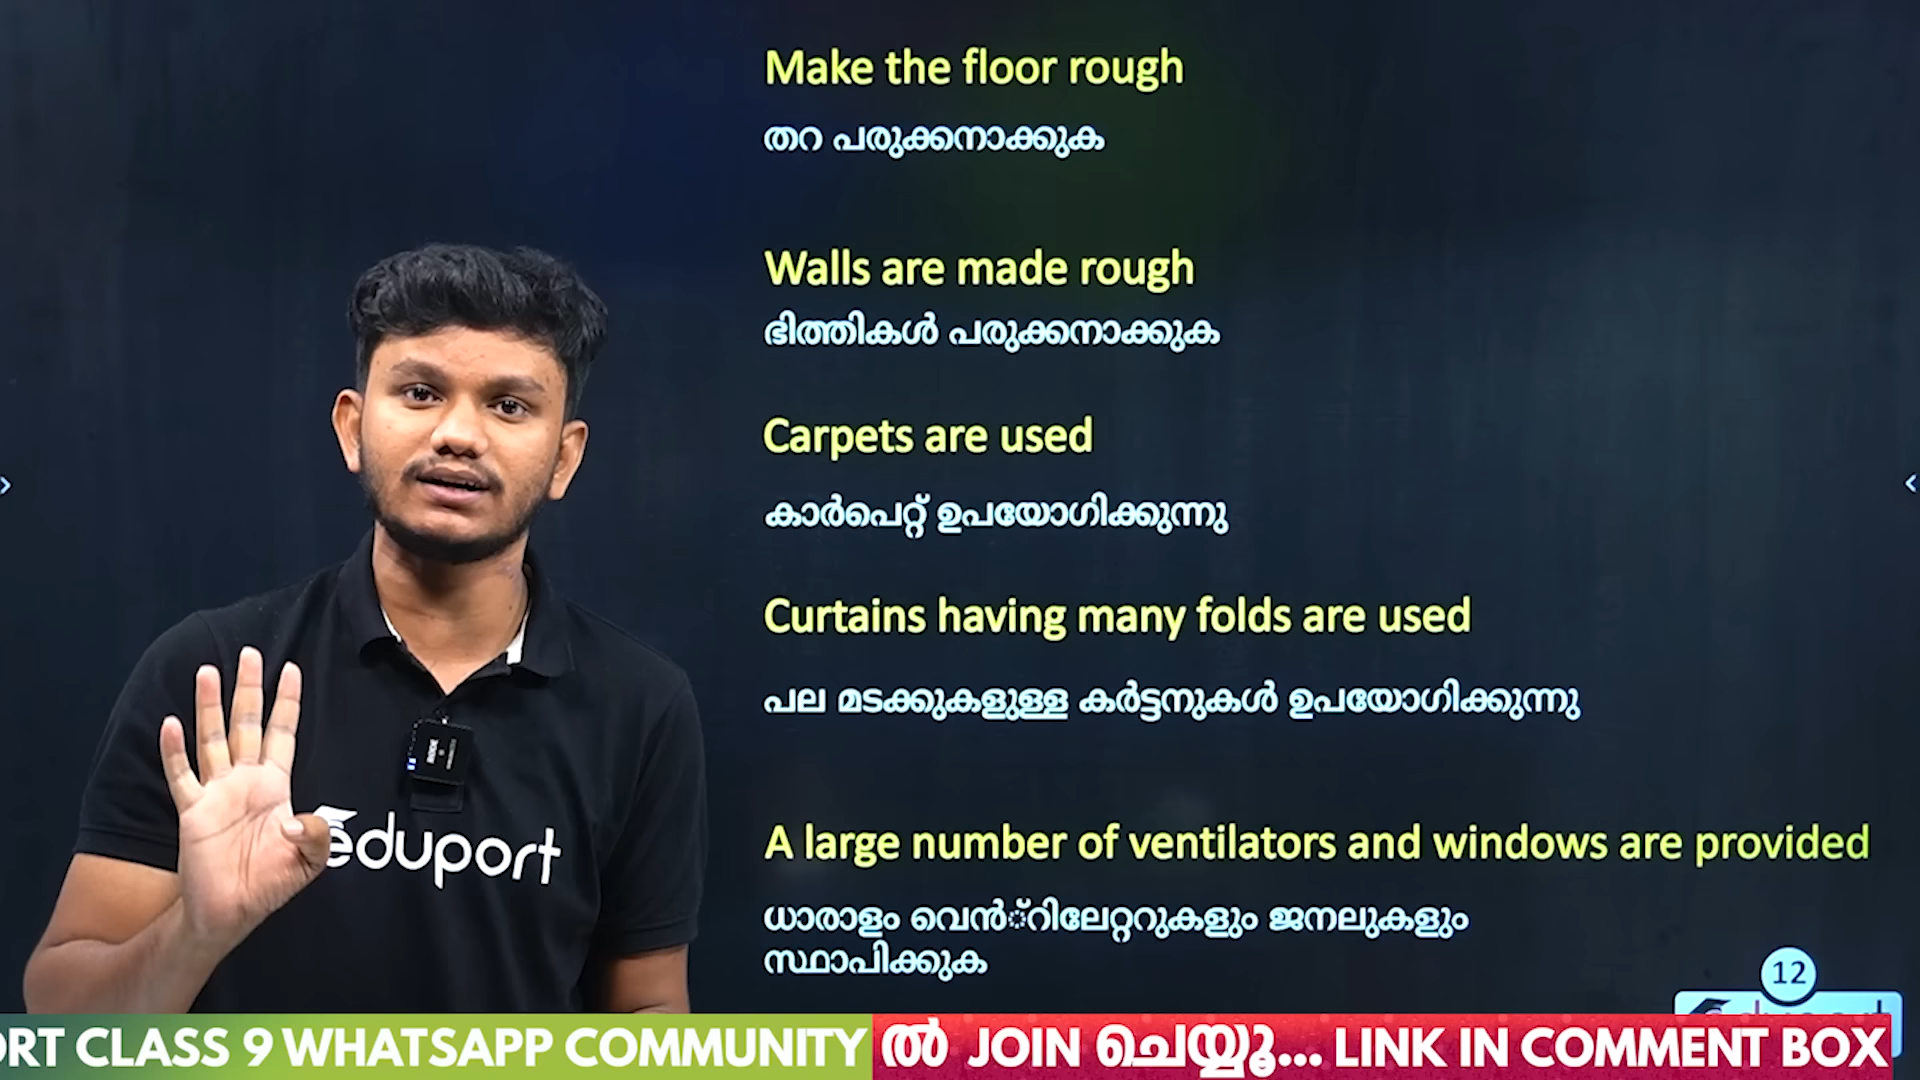 Make the floor rough
തറ പരുക്കനാക്കുക
Walls are made rough
ഭിത്തികൾ പരുക്കനാക്കുക
Carpets are used
കാർപെറ്റ് ഉപയോഗിക്കുന്നു
Curtains having many folds are used
പല മടക്കുകളുള്ള കർട്ടനുകൾ ഉപയോഗിക്കുന്നു
A large number of ventilators and windows are provided
ധാരാളം വെൻ്റിലേറ്ററുകളും ജനലുകളും
സ്ഥാപിക്കുക
12
RODE
eduport
ORT CLASS 9 WHATSAPP COMMUNITY ൽ JOIN ചെയ്യൂ... LINK IN COMMENT BOX